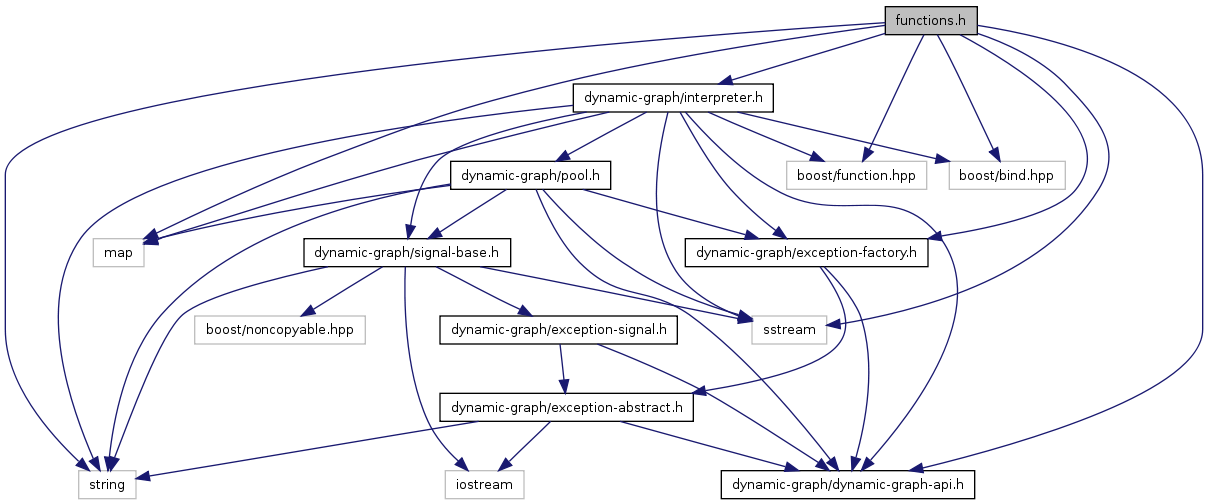 functions.h
dynamic-graph/interpreter.h
dynamic-graph/pool.h
boost/function.hpp
boost/bind.hpp
map
dynamic-graph/signal-base.h
dynamic-graph/exception-factory.h
boost/noncopyable.hpp
dynamic-graph/exception-signal.h
sstream
dynamic-graph/exception-abstract.h
string
iostream
dynamic-graph/dynamic-graph-api.h